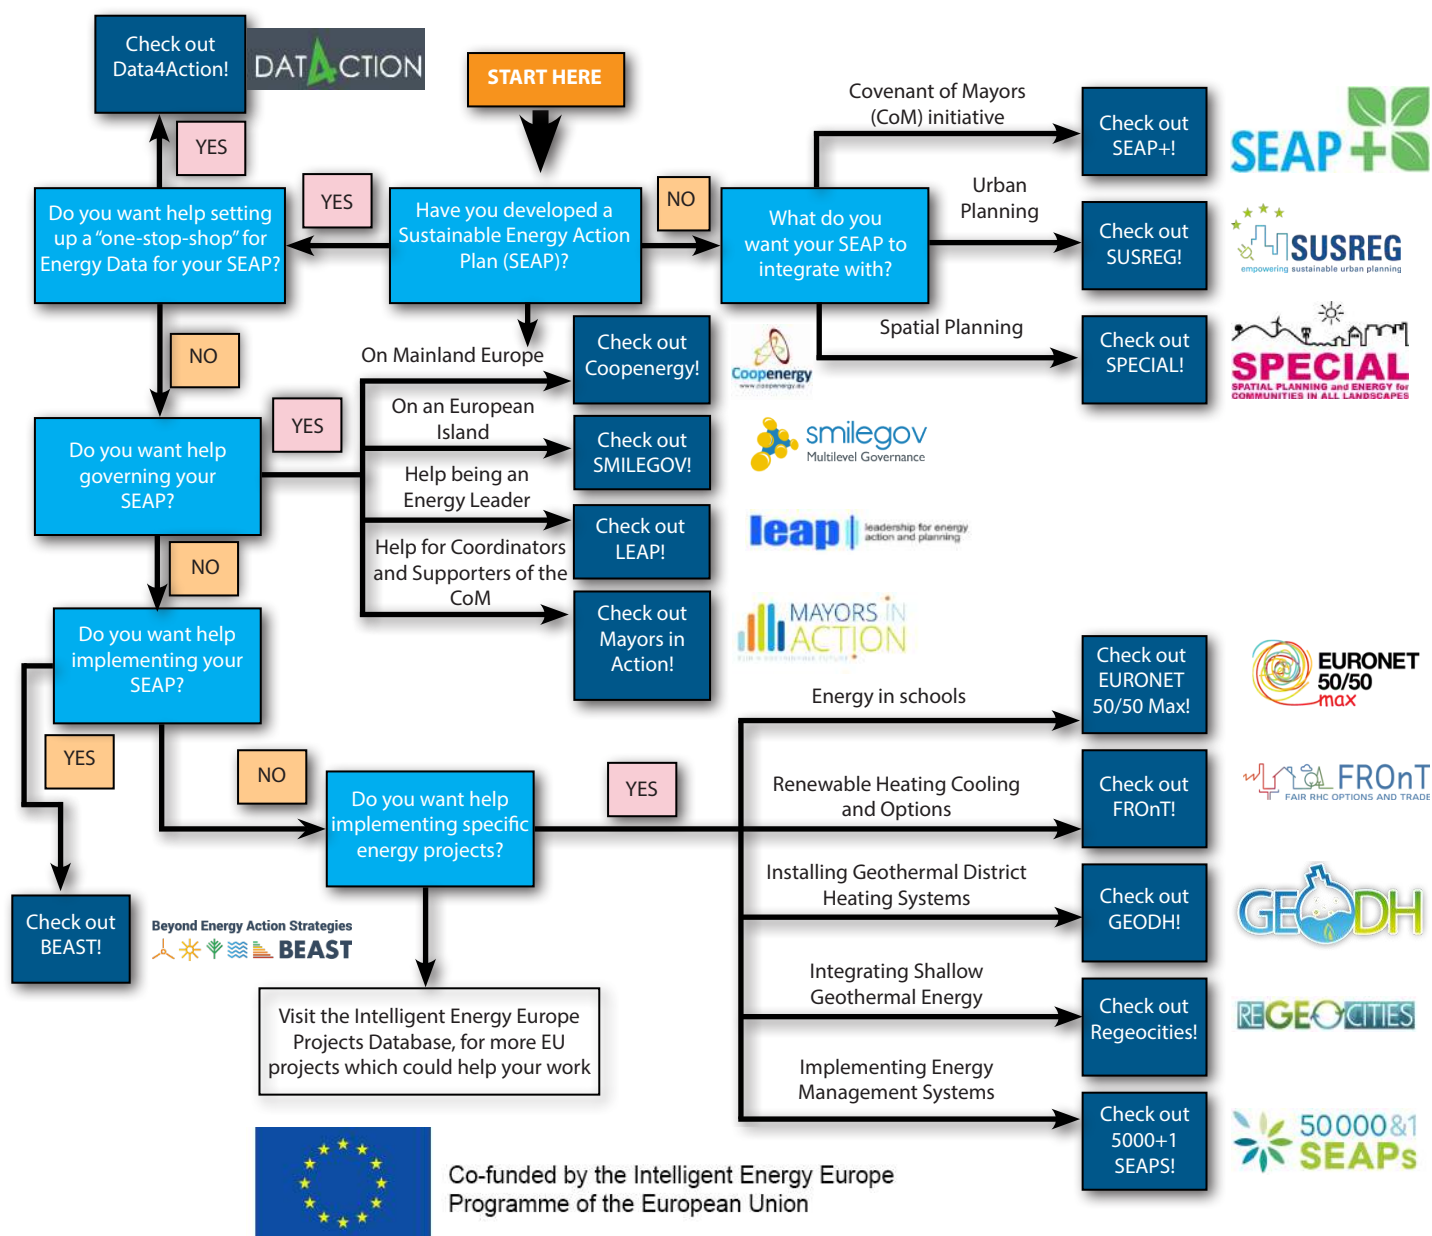 Check out
Data4Action!
DAT4CTION
START HERE
YES
Do you want help setting
up a “one-stop-shop” for
Energy Data for your SEAP?
YES
Have you developed a
Sustainable Energy Action
Plan (SEAP)?
NO
What do you
want your SEAP to
integrate with?
Covenant of Mayors
(CoM) initiative
Check out
SEAP+!
SEAP+
Urban
Planning
Check out
SUSREG!
SUSREG
empowering sustainable urban planning
Spatial Planning
Check out
SPECIAL!
SPECIAL
SPATIAL PLANNING and ENERGY for
COMMUNITIES IN ALL LANDSCAPES
NO
Do you want help
governing your
SEAP?
YES
On Mainland Europe
Check out
Coopenergy!
Coopenergy
www.coopenergy.eu
On an European
Island
Check out
SMILEGOV!
smilegov
Multilevel Governance
Help being an
Energy Leader
Check out
LEAP!
leap
leadership for energy
action and planning
Help for Coordinators
and Supporters of the
CoM
Check out
Mayors in
Action!
MAYORS IN
ACTION
NO
Do you want help
implementing your
SEAP?
YES
Check out
BEAST!
Beyond Energy Action Strategies
BEAST
NO
Do you want help
implementing specific
energy projects?
YES
Visit the Intelligent Energy Europe
Projects Database, for more EU
projects which could help your work
Energy in schools
Check out
EURONET
50/50 Max!
EURONET
50/50
max
Renewable Heating Cooling
and Options
Check out
FROnT!
FROnT
FAIR RHC OPTIONS AND TRADE
Installing Geothermal District
Heating Systems
Check out
GEODH!
GEODH
Integrating Shallow
Geothermal Energy
Check out
Regeocities!
REGEOCITIES
Implementing Energy
Management Systems
Check out
5000+1
SEAPS!
50000&1
SEAPs
Co-funded by the Intelligent Energy Europe
Programme of the European Union